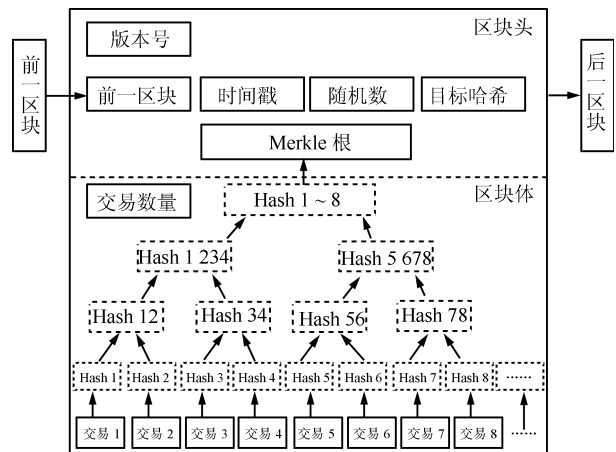 区块头
版本号
前一区块
前一区块
时间戳
随机数
目标哈希
后一区块
Merkle 根
区块体
交易数量
Hash 1 ~ 8
Hash 1 234
Hash 5 678
Hash 12
Hash 34
Hash 56
Hash 78
Hash 1
Hash 2
Hash 3
Hash 4
Hash 5
Hash 6
Hash 7
Hash 8
……
交易 1
交易 2
交易 3
交易 4
交易 5
交易 6
交易 7
交易 8
……